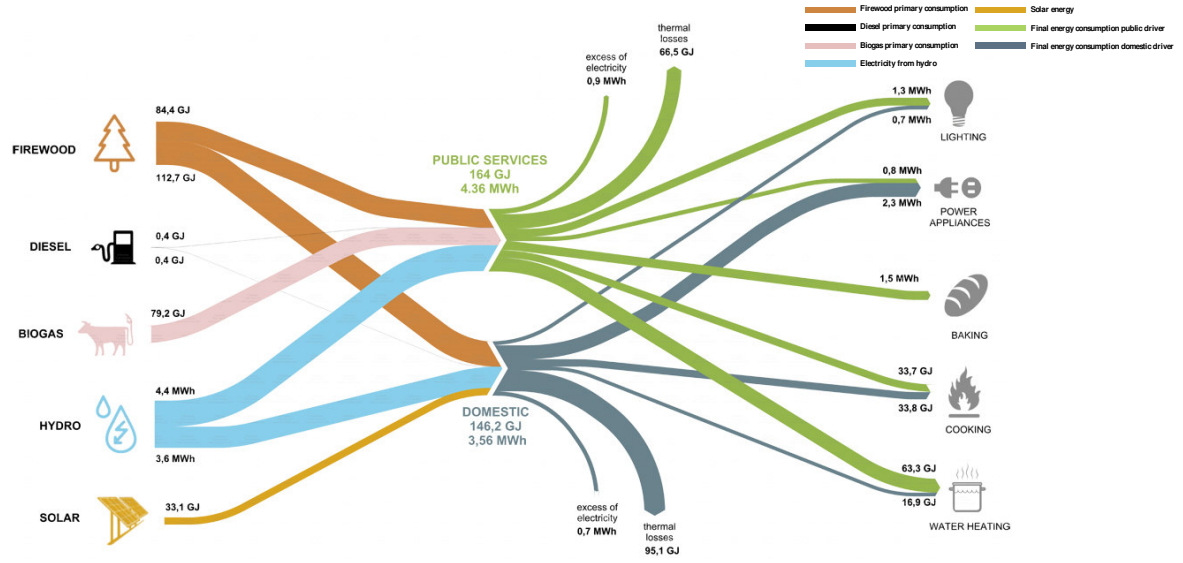 Firewood primary consumption
Solar energy
Diesel primary consumption
Final energy consumption public driver
Biogas primary consumption
Final energy consumption domestic driver
Electricity from hydro
thermal
losses
66,5 GJ
excess of
electricity
0,9 MWh
84,4 GJ
FIREWOOD
112,7 GJ
PUBLIC SERVICES
164 GJ
4.36 MWh
1,3 MWh
0,7 MWh
LIGHTING
0,8 MWh
2,3 MWh
POWER
APPLIANCES
0,4 GJ
DIESEL
0,4 GJ
1,5 MWh
BAKING
79,2 GJ
BIOGAS
33,7 GJ
33,8 GJ
COOKING
4,4 MWh
HYDRO
3,6 MWh
DOMESTIC
146,2 GJ
3,56 MWh
63,3 GJ
16,9 GJ
WATER HEATING
33,1 GJ
SOLAR
excess of
electricity
0,7 MWh
thermal
losses
95,1 GJ